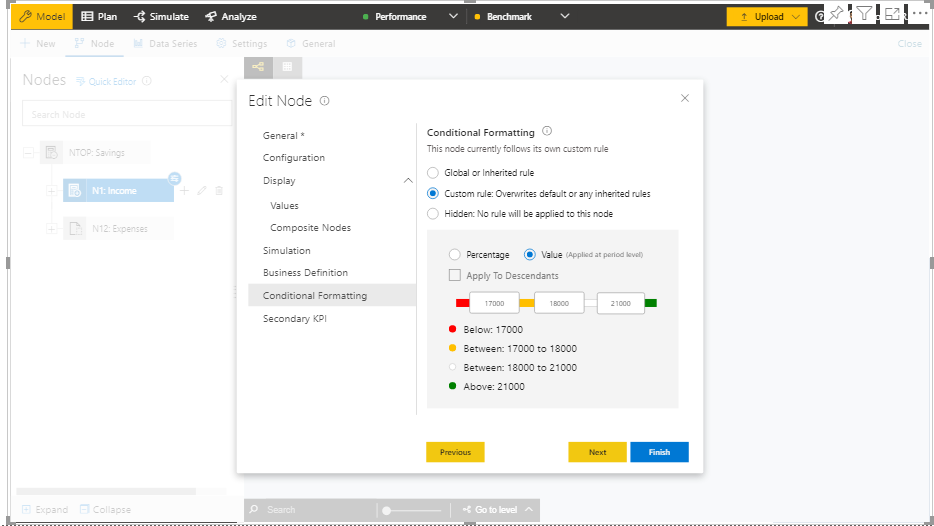 Model Plan Simulate Analyze Performance Benchmark Upload
New Node Data Series Settings General Close
Nodes Quick Editor
Search Node
NTOP: Savings
N1: Income
N12: Expenses
Expand Collapse
Edit Node
General *
Configuration
Display
Values
Composite Nodes
Simulation
Business Definition
Conditional Formatting
Secondary KPI
Conditional Formatting
This node currently follows its own custom rule
Global or Inherited rule
Custom rule: Overwrites default or any inherited rules
Hidden: No rule will be applied to this node
Percentage Value (Applied at period level)
Apply To Descendants
17000 18000 21000
Below: 17000
Between: 17000 to 18000
Between: 18000 to 21000
Above: 21000
Previous Next Finish
Search Go to level